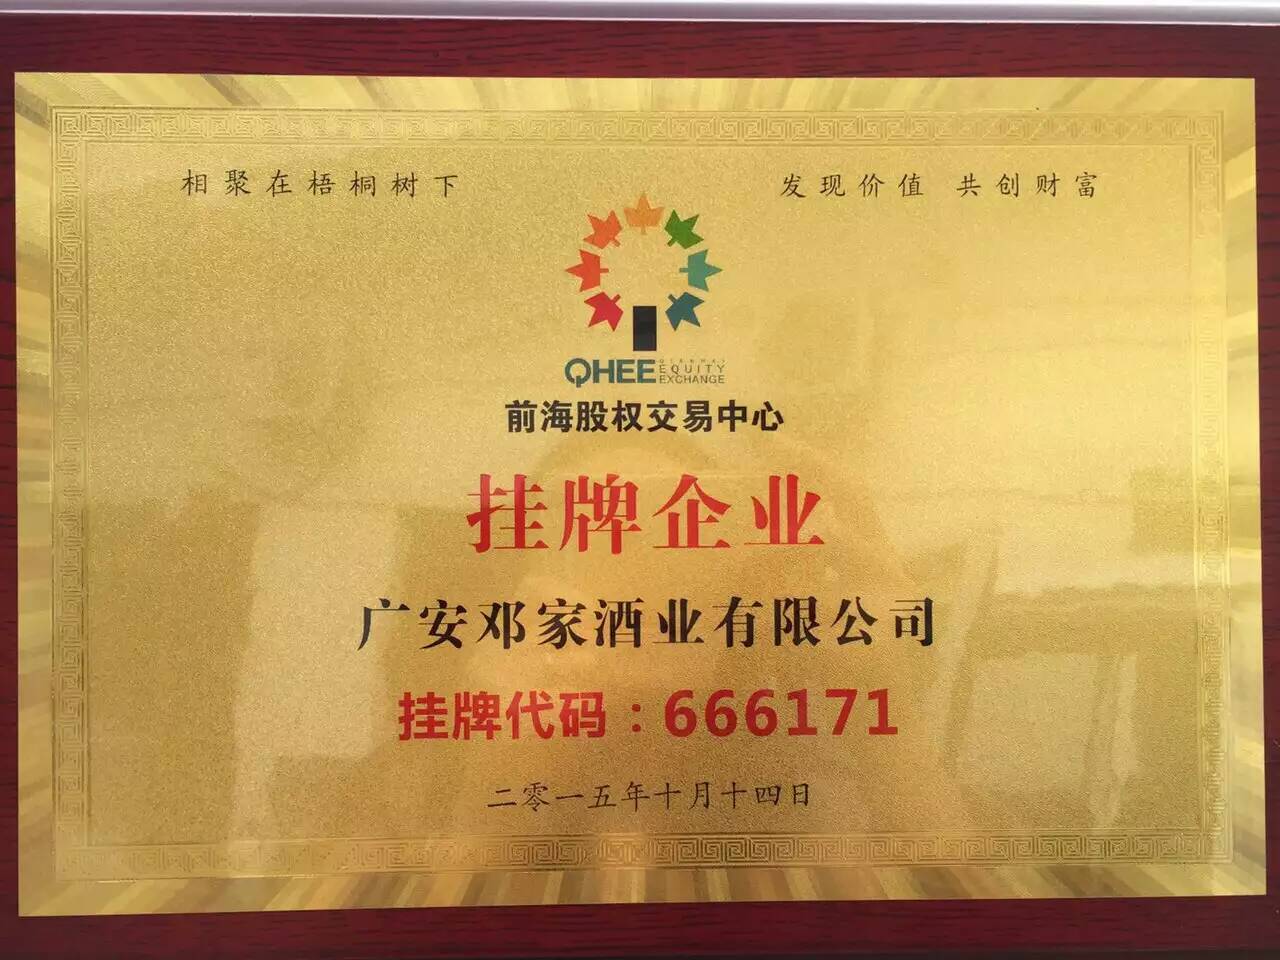 相聚在梧桐树下
发现价值 共创财富
QHEE QIANHAI EQUITY EXCHANGE
前海股权交易中心
挂牌企业
广安邓家酒业有限公司
挂牌代码：666171
二零一五年十月十四日